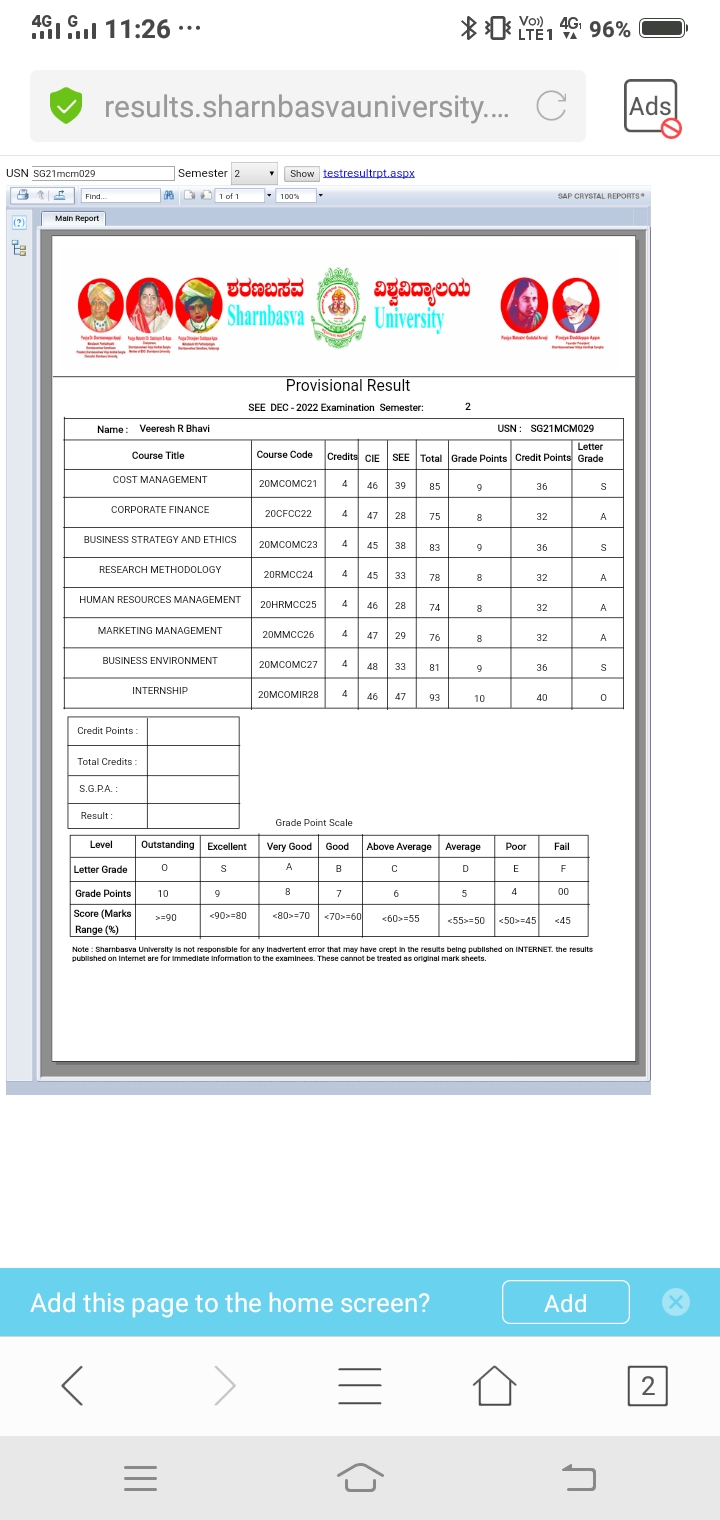 4G G 11:26 ··· Vo)) LTE1 4G 96%
results.sharnbasvauniversity.... Ads
USN SG21mcm029 Semester 2 Show testresultrpt.aspx
Find... 1 of 1 100% SAP CRYSTAL REPORTS®
Main Report
ಶರಣಬಸವ ವಿಶ್ವವಿದ್ಯಾಲಯ
Sharnbasva University
Provisional Result
SEE DEC - 2022 Examination Semester: 2
Name : Veeresh R Bhavi USN : SG21MCM029
Course Title Course Code Credits CIE SEE Total Grade Points Credit Points Letter Grade
COST MANAGEMENT 20MCOMC21 4 46 39 85 9 36 S
CORPORATE FINANCE 20CFCC22 4 47 28 75 8 32 A
BUSINESS STRATEGY AND ETHICS 20MCOMC23 4 45 38 83 9 36 S
RESEARCH METHODOLOGY 20RMCC24 4 45 33 78 8 32 A
HUMAN RESOURCES MANAGEMENT 20HRMCC25 4 46 28 74 8 32 A
MARKETING MANAGEMENT 20MMCC26 4 47 29 76 8 32 A
BUSINESS ENVIRONMENT 20MCOMC27 4 48 33 81 9 36 S
INTERNSHIP 20MCOMIR28 4 46 47 93 10 40 O
Credit Points :
Total Credits :
S.G.P.A. :
Result :
Grade Point Scale
Level Outstanding Excellent Very Good Good Above Average Average Poor Fail
Letter Grade O S A B C D E F
Grade Points 10 9 8 7 6 5 4 00
Score (Marks Range (%) >=90 <90>=80 <80>=70 <70>=60 <60>=55 <55>=50 <50>=45 <45
Note : Sharnbasva University is not responsible for any inadvertent error that may have crept in the results being published on INTERNET. the results
published on Internet are for immediate information to the examinees. These cannot be treated as original mark sheets.
Add this page to the home screen? Add
2